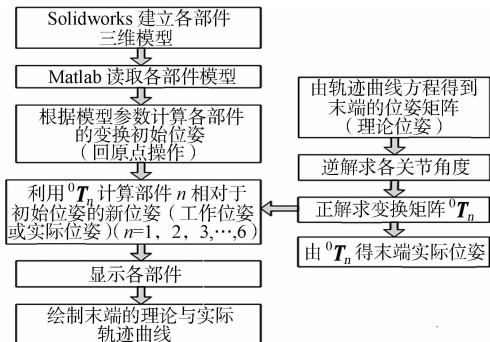 Solidworks 建立各部件
三维模型
Matlab 读取各部件模型
根据模型参数计算各部件
的变换初始位姿
（回原点操作）
利用⁰Tₙ计算部件 n 相对于
初始位姿的新位姿（工作位姿
或实际位姿）（n=1，2，3,…,6）
显示各部件
绘制末端的理论与实际
轨迹曲线
由轨迹曲线方程得到
末端的位姿矩阵
（理论位姿）
逆解求各关节角度
正解求变换矩阵⁰Tₙ
由⁰Tₙ得末端实际位姿